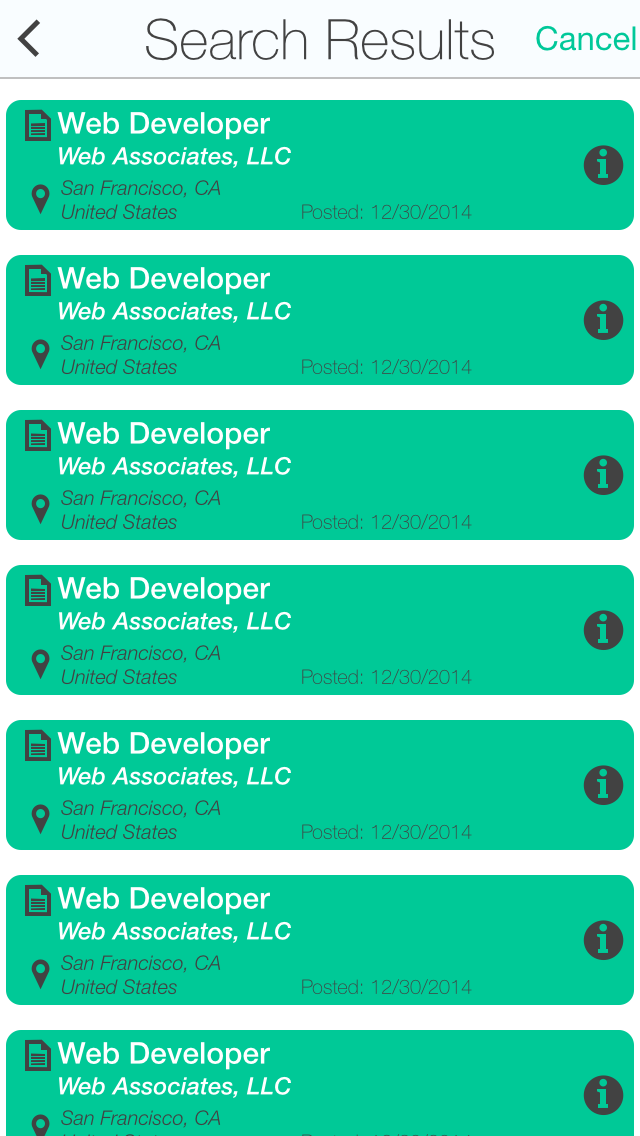 Search Results Cancel
Web Developer
Web Associates, LLC
San Francisco, CA
United States Posted: 12/30/2014
Web Developer
Web Associates, LLC
San Francisco, CA
United States Posted: 12/30/2014
Web Developer
Web Associates, LLC
San Francisco, CA
United States Posted: 12/30/2014
Web Developer
Web Associates, LLC
San Francisco, CA
United States Posted: 12/30/2014
Web Developer
Web Associates, LLC
San Francisco, CA
United States Posted: 12/30/2014
Web Developer
Web Associates, LLC
San Francisco, CA
United States Posted: 12/30/2014
Web Developer
Web Associates, LLC
San Francisco, CA